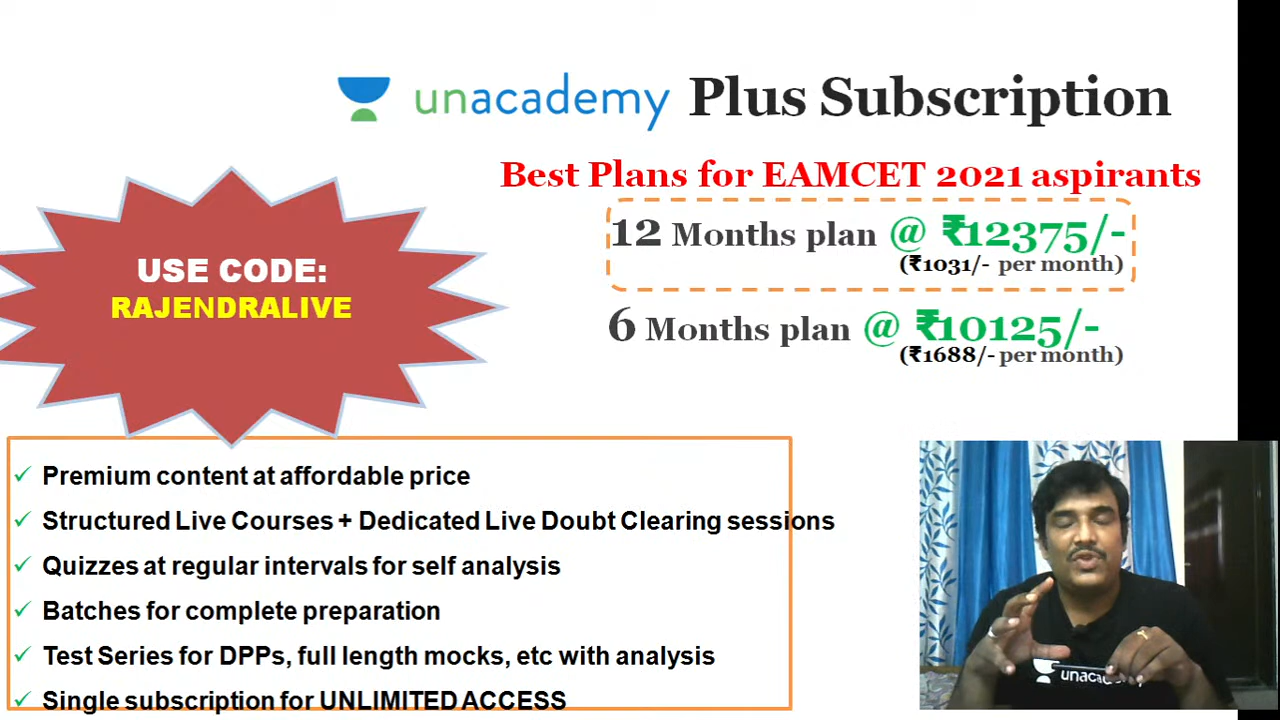 unacademy Plus Subscription
Best Plans for EAMCET 2021 aspirants
12 Months plan @ ₹12375/-
(₹1031/- per month)
6 Months plan @ ₹10125/-
(₹1688/- per month)
USE CODE:
RAJENDRALIVE
✓ Premium content at affordable price
✓ Structured Live Courses + Dedicated Live Doubt Clearing sessions
✓ Quizzes at regular intervals for self analysis
✓ Batches for complete preparation
✓ Test Series for DPPs, full length mocks, etc with analysis
✓ Single subscription for UNLIMITED ACCESS
unacademy